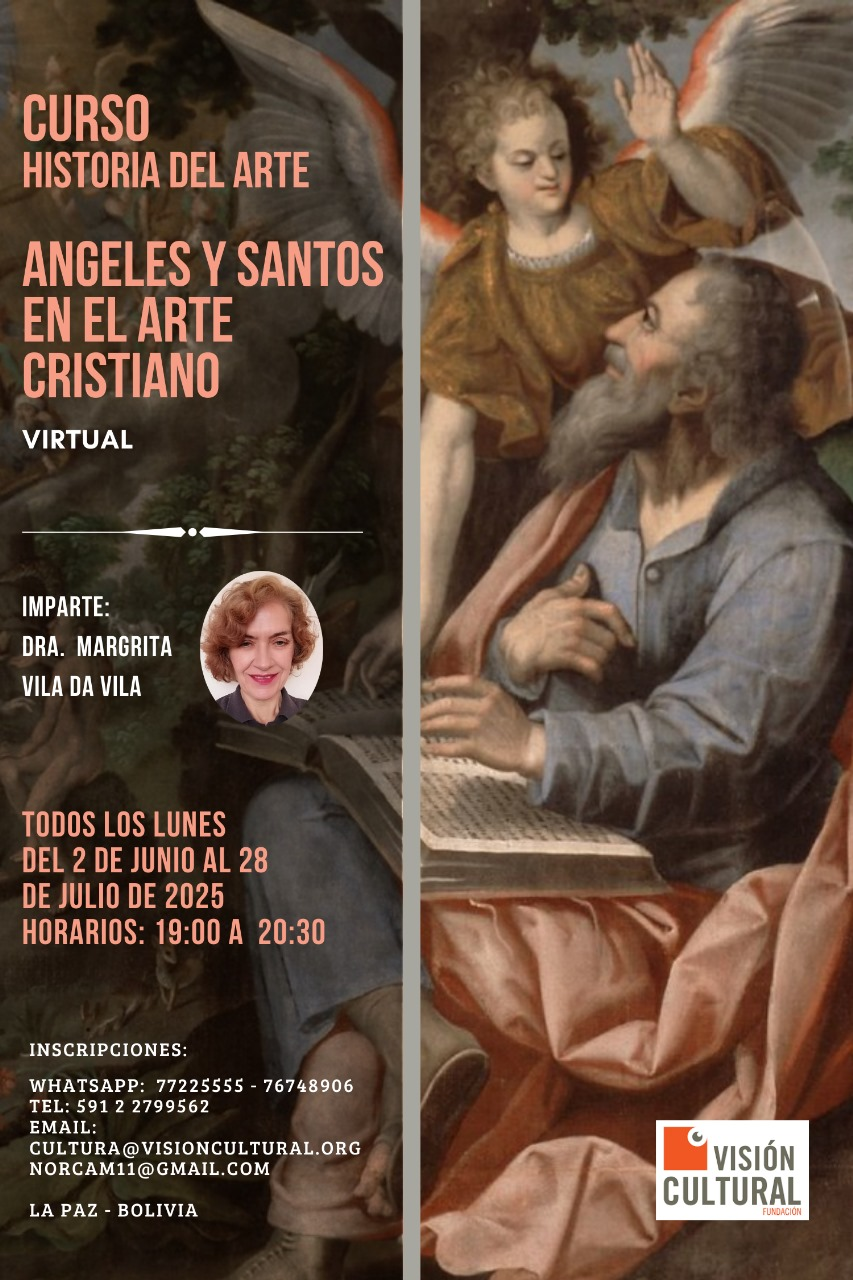 CURSO
HISTORIA DEL ARTE
ANGELES Y SANTOS
EN EL ARTE
CRISTIANO
VIRTUAL
IMPARTE:
DRA. MARGRITA
VILA DA VILA
TODOS LOS LUNES
DEL 2 DE JUNIO AL 28
DE JULIO DE 2025
HORARIOS: 19:00 A 20:30
INSCRIPCIONES:
WHATSAPP: 77225555 - 76748906
TEL: 591 2 2799562
EMAIL:
CULTURA@VISIONCULTURAL.ORG
NORCAM11@GMAIL.COM
LA PAZ - BOLIVIA
VISIÓN
CULTURAL
FUNDACIÓN